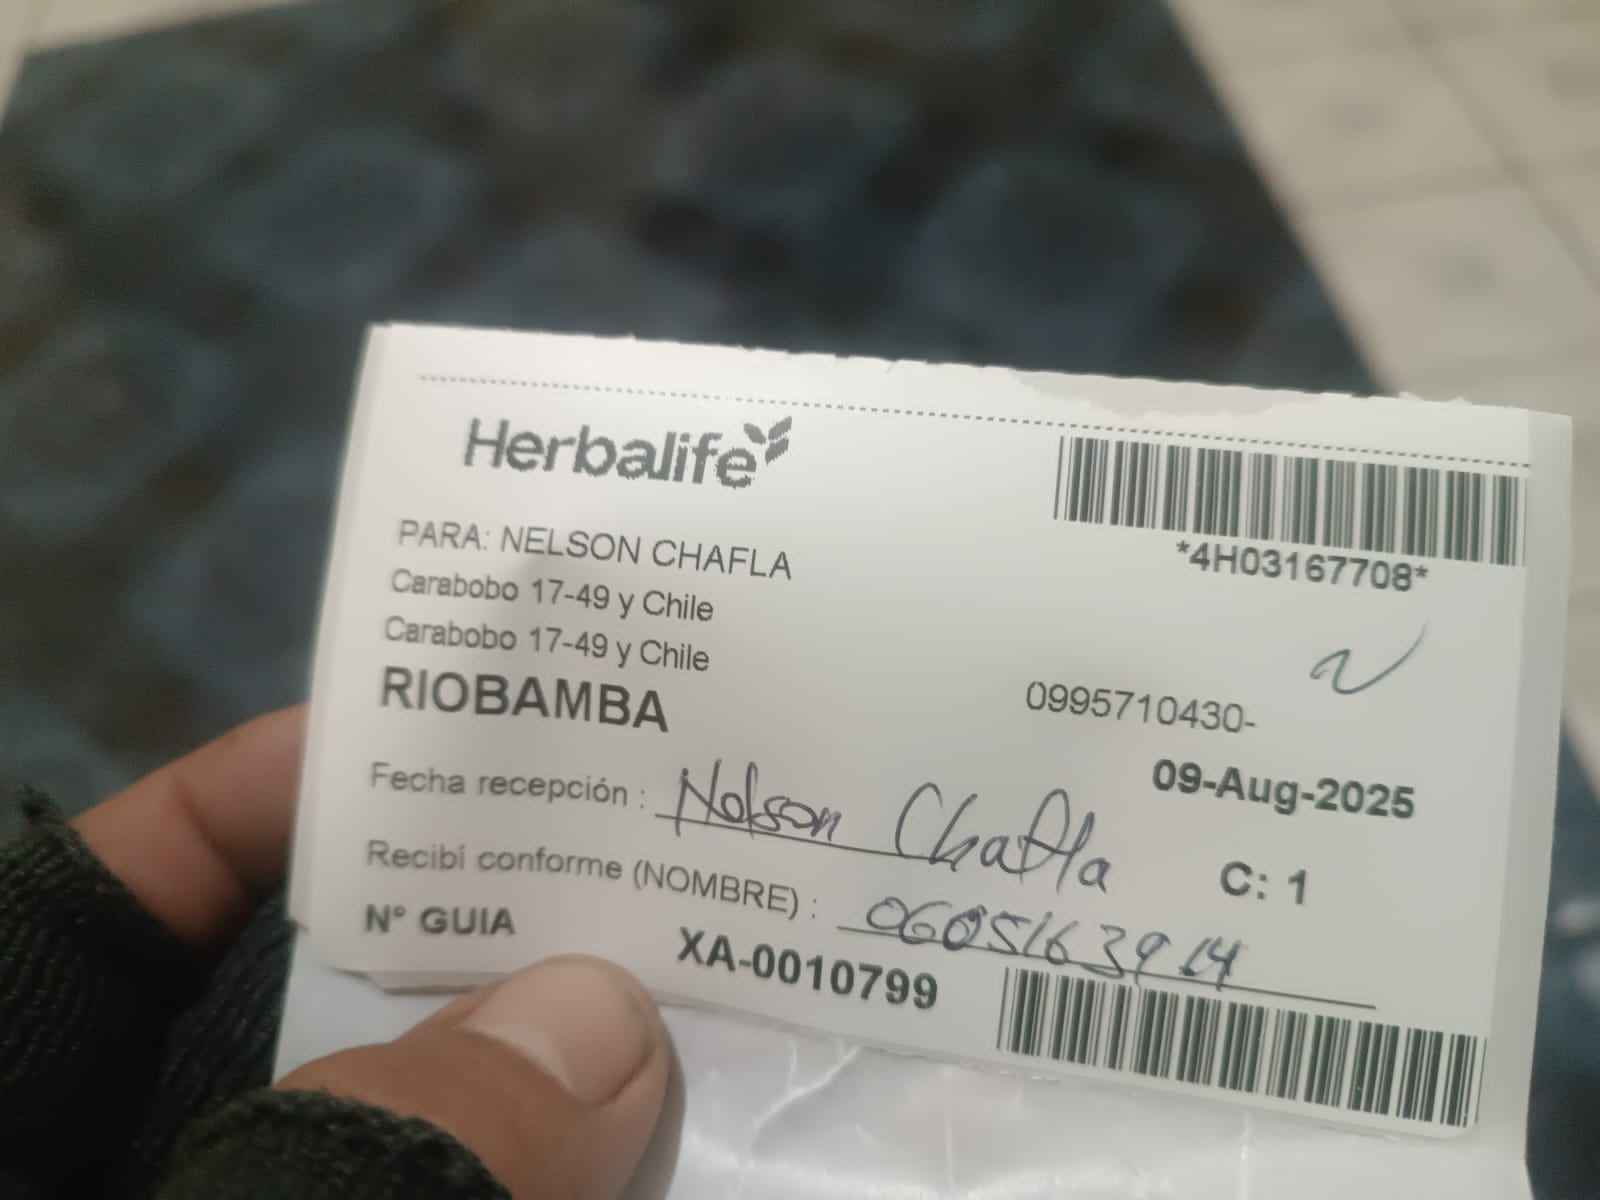 Herbalife
*4H03167708*
PARA: NELSON CHAFLA
Carabobo 17-49 y Chile
Carabobo 17-49 y Chile
RIOBAMBA
0995710430-
09-Aug-2025
Fecha recepción : Nelson Chafla
C: 1
Recibí conforme (NOMBRE) : 0605163914
N° GUIA XA-0010799